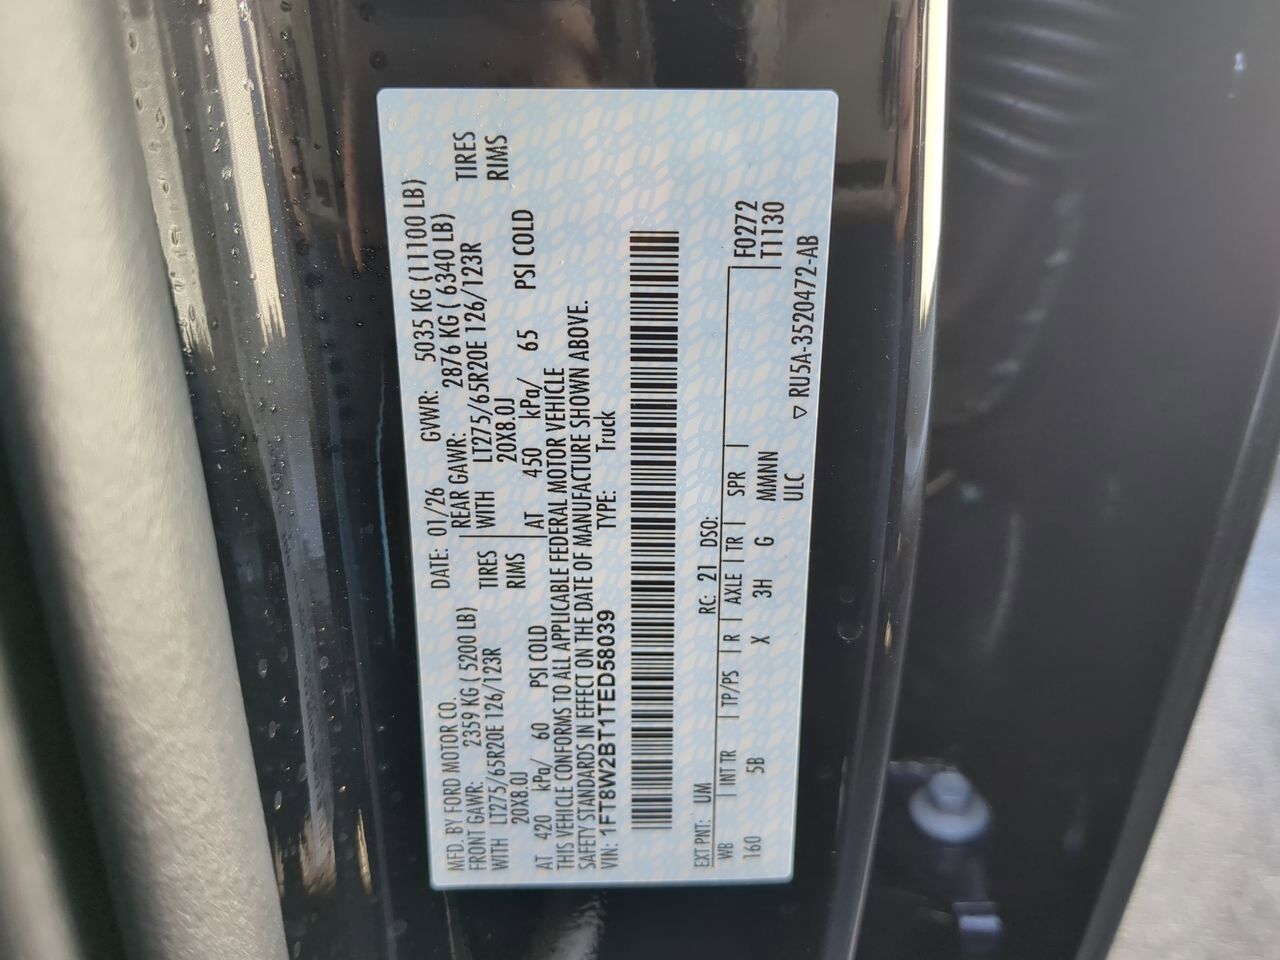 MFD. BY FORD MOTOR CO.
DATE: 01/26 GVWR: 5035 KG (11100 LB)
FRONT GAWR: 2359 KG ( 5200 LB) REAR GAWR: 2876 KG ( 6340 LB)
WITH LT275/65R20E 126/123R TIRES WITH LT275/65R20E 126/123R TIRES
20X8.0J RIMS 20X8.0J RIMS
AT 420 kPa/ 60 PSI COLD AT 450 kPa/ 65 PSI COLD
THIS VEHICLE CONFORMS TO ALL APPLICABLE FEDERAL MOTOR VEHICLE
SAFETY STANDARDS IN EFFECT ON THE DATE OF MANUFACTURE SHOWN ABOVE.
VIN: 1FT8W2BT1TED58039 TYPE: Truck
EXT PNT: UM RC: 21 DSO: F0272
WB INT TR TP/PS R AXLE TR SPR T1130
160 5B X 3H G MMNN
ULC
▽ RU5A-3520472-AB